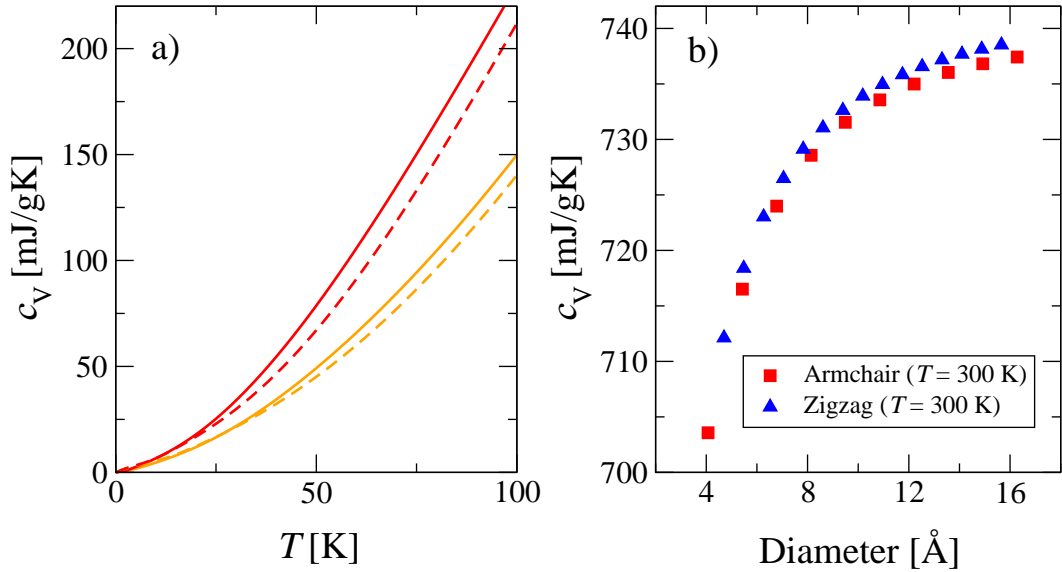 a)
200
150
100
50
0
0
50
100
c_V [mJ/gK]
T [K]
b)
740
730
720
710
700
4
8
12
16
c_V [mJ/gK]
Diameter [Å]
Armchair (T = 300 K)
Zigzag (T = 300 K)